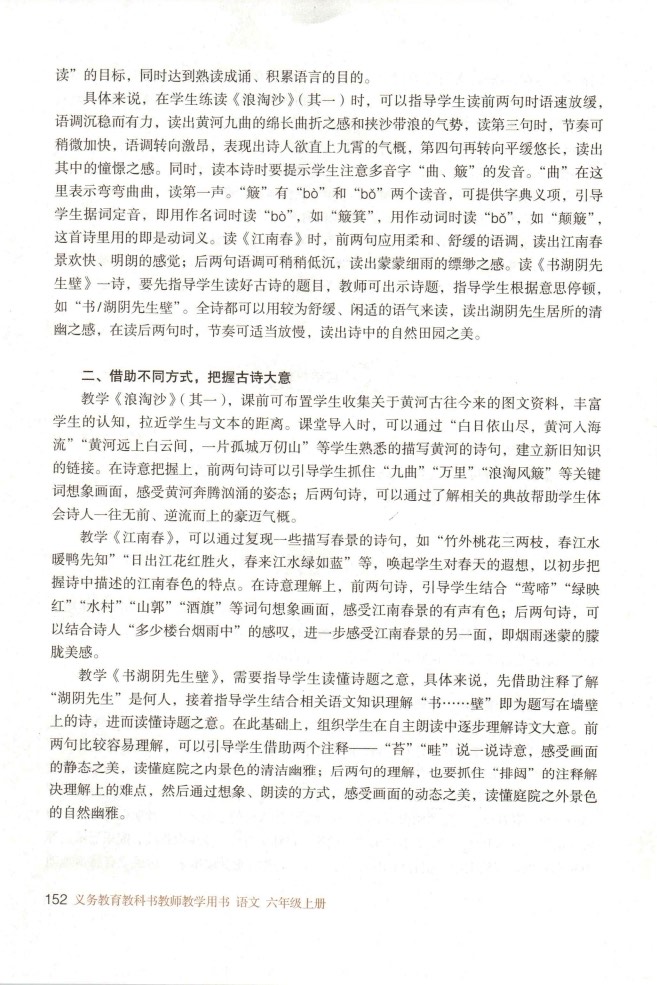 读”的目标，同时达到熟读成诵、积累语言的目的。
具体来说，在学生练读《浪淘沙》（其一）时，可以指导学生读前两句时语速放缓，
语调沉稳而有力，读出黄河九曲的绵长曲折之感和挟沙带浪的气势，读第三句时，节奏可
稍微加快，语调转向激昂，表现出诗人欲直上九霄的气概，第四句再转向平缓悠长，读出
其中的憧憬之感。同时，读本诗时要提示学生注意多音字“曲、簸”的发音。“曲”在这
里表示弯弯曲曲，读第一声。“簸”有“bò”和“bǒ”两个读音，可提供字典义项，引导
学生据词定音，即用作名词时读“bò”，如“簸箕”，用作动词时读“bǒ”，如“颠簸”，
这首诗里用的即是动词义。读《江南春》时，前两句应用柔和、舒缓的语调，读出江南春
景欢快、明朗的感觉；后两句语调可稍稍低沉，读出蒙蒙细雨的缥缈之感。读《书湖阴先
生壁》一诗，要先指导学生读好古诗的题目，教师可出示诗题，指导学生根据意思停顿，
如“书/湖阴先生壁”。全诗都可以用较为舒缓、闲适的语气来读，读出湖阴先生居所的清
幽之感，在读后两句时，节奏可适当放慢，读出诗中的自然田园之美。
二、借助不同方式，把握古诗大意
教学《浪淘沙》（其一），课前可布置学生收集关于黄河古往今来的图文资料，丰富
学生的认知，拉近学生与文本的距离。课堂导入时，可以通过“白日依山尽，黄河入海
流”“黄河远上白云间，一片孤城万仞山”等学生熟悉的描写黄河的诗句，建立新旧知识
的链接。在诗意把握上，前两句诗可以引导学生抓住“九曲”“万里”“浪淘风簸”等关键
词想象画面，感受黄河奔腾汹涌的姿态；后两句诗，可以通过了解相关的典故帮助学生体
会诗人一往无前、逆流而上的豪迈气概。
教学《江南春》，可以通过复现一些描写春景的诗句，如“竹外桃花三两枝，春江水
暖鸭先知”“日出江花红胜火，春来江水绿如蓝”等，唤起学生对春天的遐想，以初步把
握诗中描述的江南春色的特点。在诗意理解上，前两句诗，引导学生结合“莺啼”“绿映
红”“水村”“山郭”“酒旗”等词句想象画面，感受江南春景的有声有色；后两句诗，可
以结合诗人“多少楼台烟雨中”的感叹，进一步感受江南春景的另一面，即烟雨迷蒙的朦
胧美感。
教学《书湖阴先生壁》，需要指导学生读懂诗题之意，具体来说，先借助注释了解
“湖阴先生”是何人，接着指导学生结合相关语文知识理解“书……壁”即为题写在墙壁
上的诗，进而读懂诗题之意。在此基础上，组织学生在自主朗读中逐步理解诗文大意。前
两句比较容易理解，可以引导学生借助两个注释——“苔”“畦”说一说诗意，感受画面
的静态之美，读懂庭院之内景色的清洁幽雅；后两句的理解，也要抓住“排闼”的注释解
决理解上的难点，然后通过想象、朗读的方式，感受画面的动态之美，读懂庭院之外景色
的自然幽雅。
152 义务教育教科书教师教学用书 语文 六年级上册